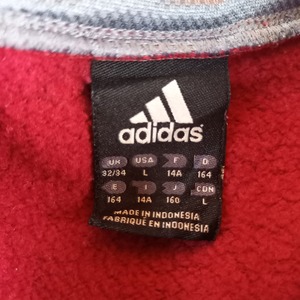 adidas
UK USA F D
32/34 L 14A 164
E I J CDN
164 14A 160 L
MADE IN INDONESIA
FABRIQUÉ EN INDONESIA